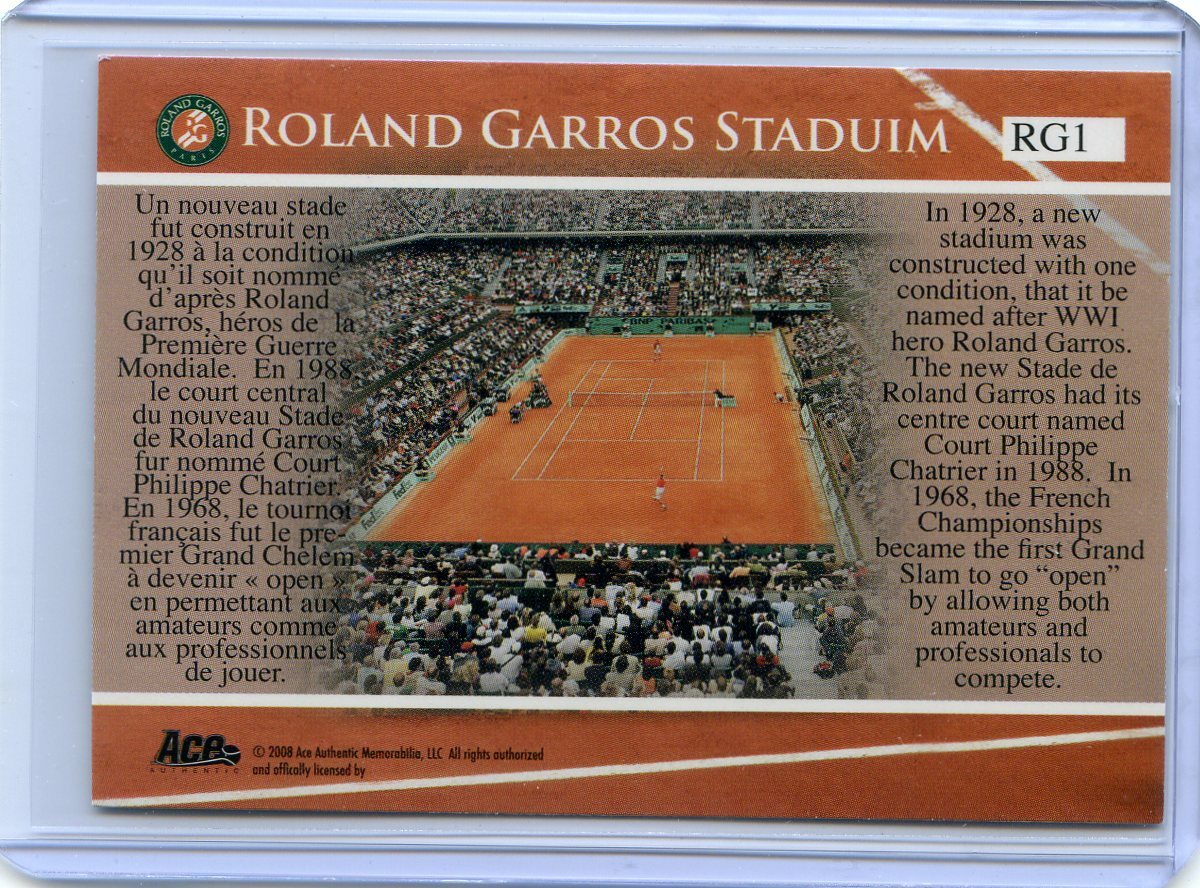 ROLAND GARROS
RG
PARIS
ROLAND GARROS STADUIM
RG1
Un nouveau stade
fut construit en
1928 à la condition
qu'il soit nommé
d'après Roland
Garros, héros de la
Première Guerre
Mondiale. En 1988
le court central
du nouveau Stade
de Roland Garros
fur nommé Court
Philippe Chatrier.
En 1968, le tournoi
français fut le pre-
mier Grand Chelem
à devenir « open »
en permettant aux
amateurs comme
aux professionnels
de jouer.
BNP PARIBAS
FedEx
FedEx
In 1928, a new
stadium was
constructed with one
condition, that it be
named after WWI
hero Roland Garros.
The new Stade de
Roland Garros had its
centre court named
Court Philippe
Chatrier in 1988. In
1968, the French
Championships
became the first Grand
Slam to go “open”
by allowing both
amateurs and
professionals to
compete.
Ace
AUTHENTIC
© 2008 Ace Authentic Memorabilia, LLC All rights authorized
and offically licensed by